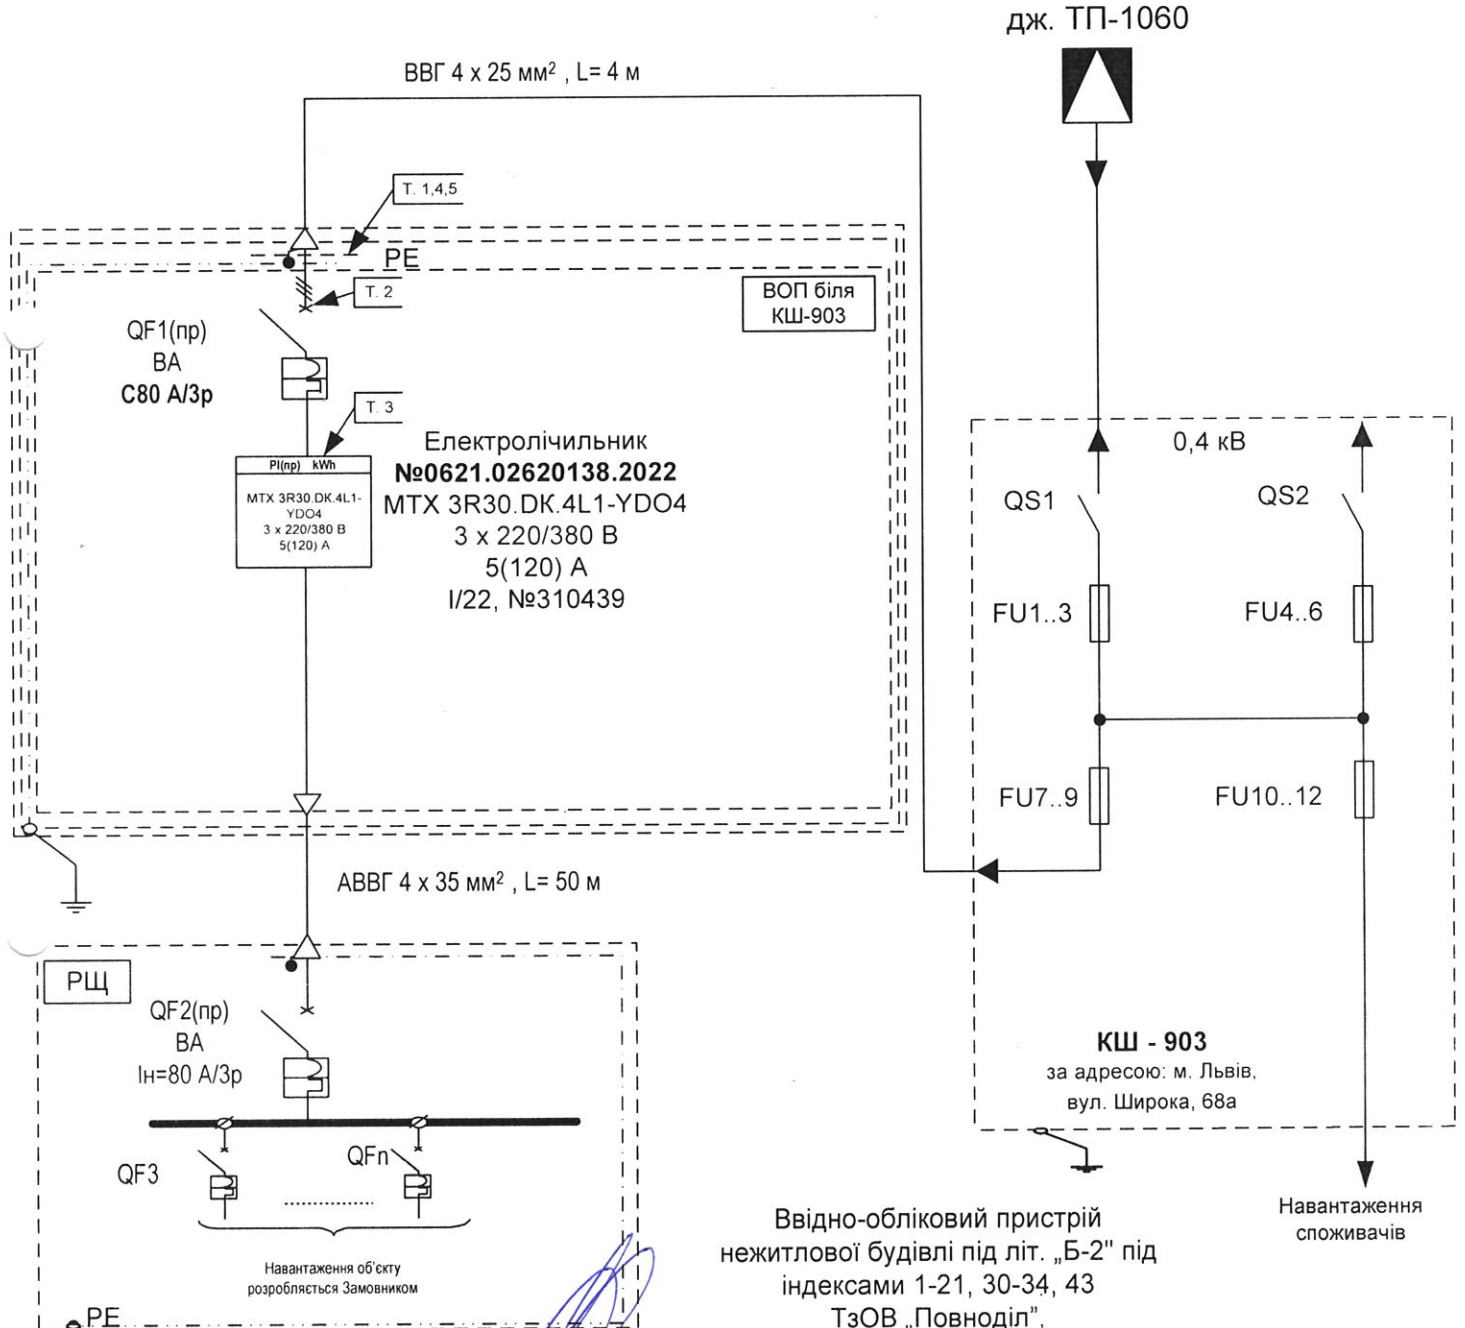 дж. ТП-1060
ВВГ 4 х 25 мм² , L= 4 м
Т. 1,4,5
РЕ
Т. 2
ВОП біля
КШ-903
QF1(пр)
ВА
С80 А/3р
Т. 3
PI(пр) kWh
МТХ 3R30.DK.4L1-
YDO4
3 х 220/380 В
5(120) А
Електролічильник
№0621.02620138.2022
МТХ 3R30.DK.4L1-YDO4
3 х 220/380 В
5(120) А
I/22, №310439
0,4 кВ
QS1
QS2
FU1..3
FU4..6
FU7..9
FU10..12
АВВГ 4 х 35 мм² , L= 50 м
РЩ
QF2(пр)
ВА
Ін=80 А/3р
QF3
QFn
Навантаження об'єкту
розробляється Замовником
РЕ
КШ - 903
за адресою: м. Львів,
вул. Широка, 68а
Навантаження
споживачів
Ввідно-обліковий пристрій
нежитлової будівлі під літ. „Б-2" під
індексами 1-21, 30-34, 43
ТзОВ „Повноділ",